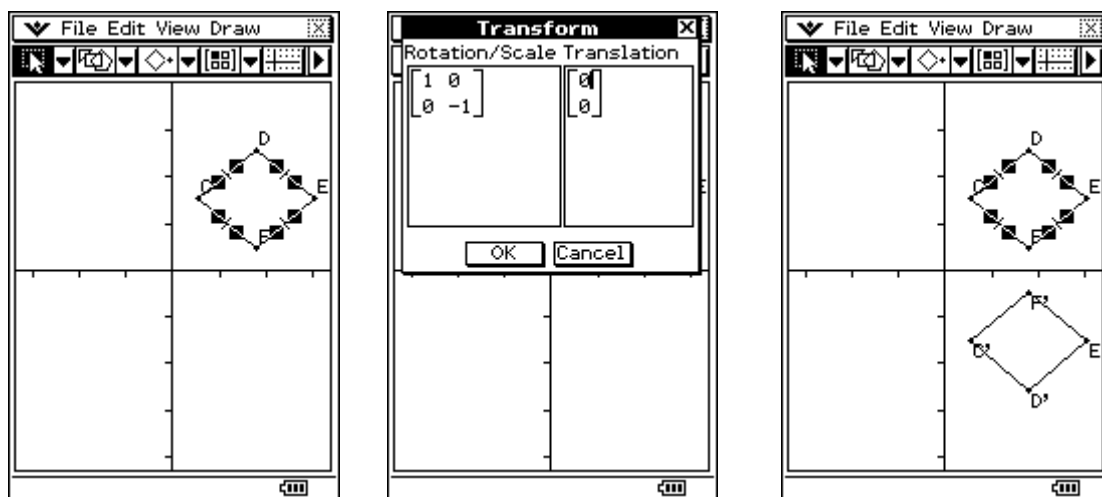 File Edit View Draw
D
C
E
F
Transform
Rotation/Scale Translation
1 0
0 -1
0
0
OK Cancel
File Edit View Draw
D
C
E
F
F'
C'
E
D'